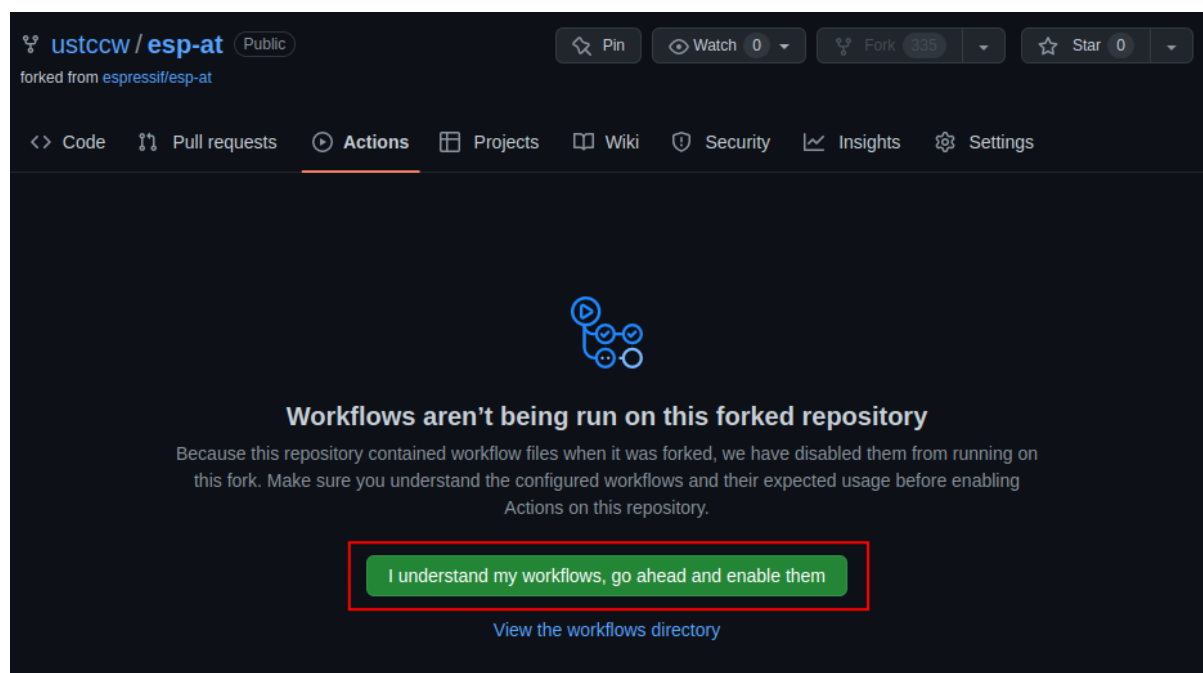 ustccw / esp-at Public
Pin
Watch 0
Fork 335
Star 0
forked from espressif/esp-at
Code
Pull requests
Actions
Projects
Wiki
Security
Insights
Settings
Workflows aren’t being run on this forked repository
Because this repository contained workflow files when it was forked, we have disabled them from running on
this fork. Make sure you understand the configured workflows and their expected usage before enabling
Actions on this repository.
I understand my workflows, go ahead and enable them
View the workflows directory